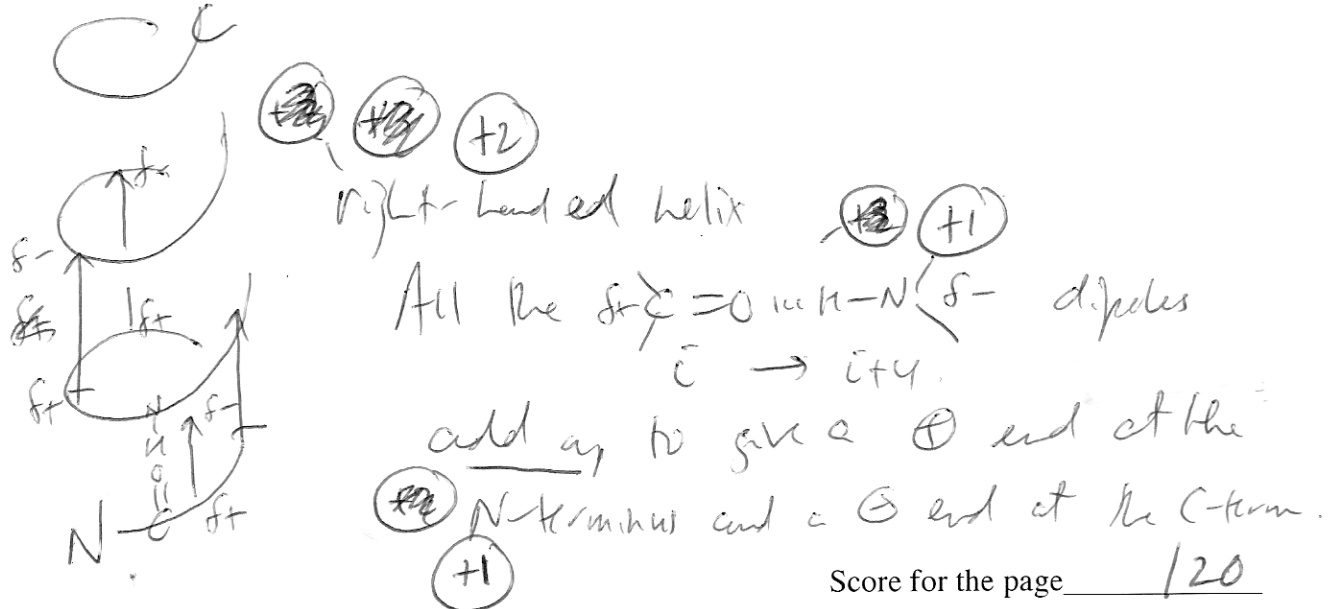 C
+2
δ-
right-handed helix
+1
δ-
δ+
All the δ+ C=O ıııı H-N δ- dipoles
i → i+4
δ+
N
H
O
C
δ-
add up to give a ⊕ end at the
N
δ+
N-terminus and a ⊖ end at the C-term.
+1
Score for the page /20